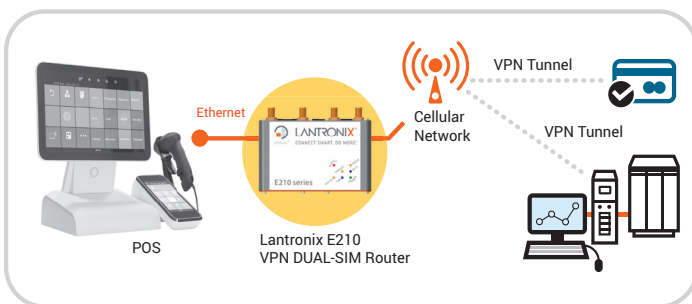 VPN Tunnel
Ethernet
LANTRONIX
CONNECT SMART. DO MORE.
Cellular
Network
VPN Tunnel
E210 series
POS
Lantronix E210
VPN DUAL-SIM Router